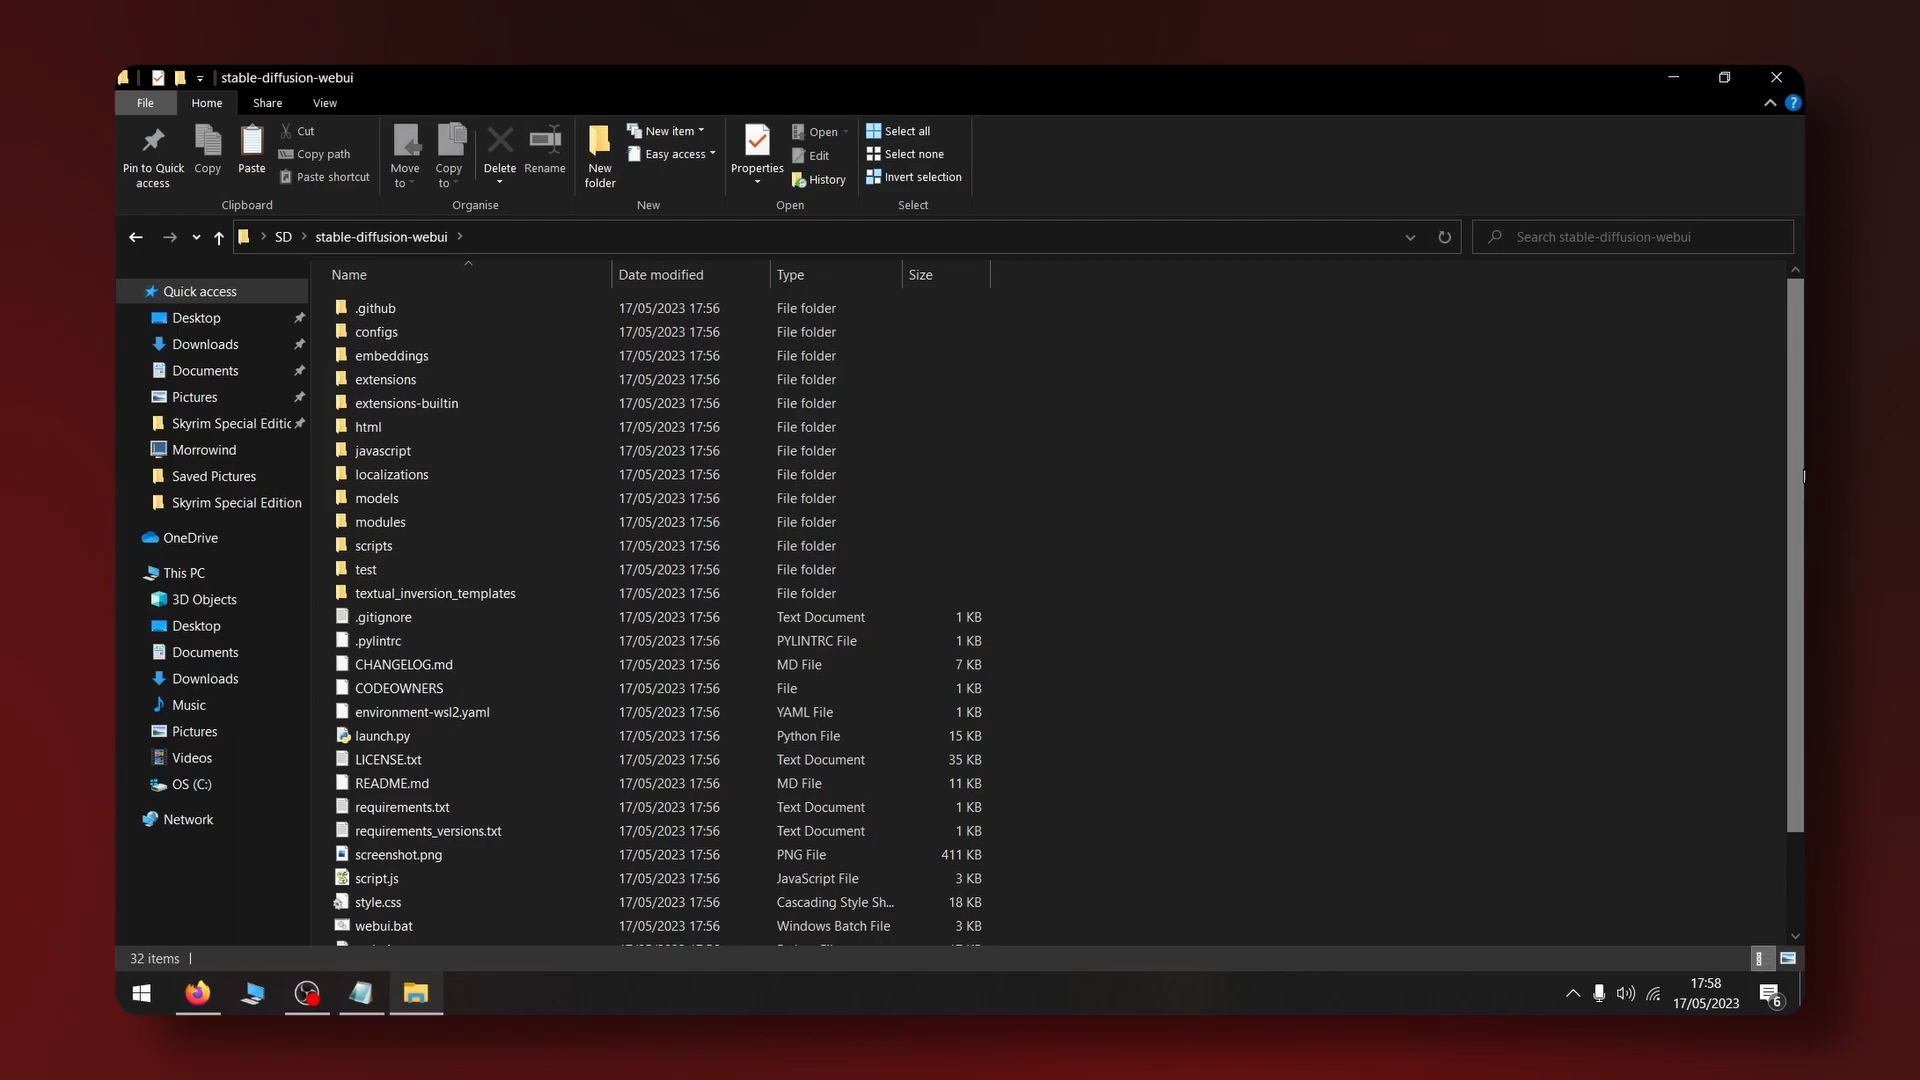 stable-diffusion-webui
File Home Share View
Pin to Quick access
Copy
Paste
Cut
Copy path
Paste shortcut
Clipboard
Move to
Copy to
Delete
Rename
Organise
New folder
New item
Easy access
New
Properties
Open
Edit
History
Open
Select all
Select none
Invert selection
Select
SD stable-diffusion-webui
Search stable-diffusion-webui
Quick access
Desktop
Downloads
Documents
Pictures
Skyrim Special Editic
Morrowind
Saved Pictures
Skyrim Special Edition
OneDrive
This PC
3D Objects
Desktop
Documents
Downloads
Music
Pictures
Videos
OS (C:)
Network
Name Date modified Type Size
.github 17/05/2023 17:56 File folder
configs 17/05/2023 17:56 File folder
embeddings 17/05/2023 17:56 File folder
extensions 17/05/2023 17:56 File folder
extensions-builtin 17/05/2023 17:56 File folder
html 17/05/2023 17:56 File folder
javascript 17/05/2023 17:56 File folder
localizations 17/05/2023 17:56 File folder
models 17/05/2023 17:56 File folder
modules 17/05/2023 17:56 File folder
scripts 17/05/2023 17:56 File folder
test 17/05/2023 17:56 File folder
textual_inversion_templates 17/05/2023 17:56 File folder
.gitignore 17/05/2023 17:56 Text Document 1 KB
.pylintrc 17/05/2023 17:56 PYLINTRC File 1 KB
CHANGELOG.md 17/05/2023 17:56 MD File 7 KB
CODEOWNERS 17/05/2023 17:56 File 1 KB
environment-wsl2.yaml 17/05/2023 17:56 YAML File 1 KB
launch.py 17/05/2023 17:56 Python File 15 KB
LICENSE.txt 17/05/2023 17:56 Text Document 35 KB
README.md 17/05/2023 17:56 MD File 11 KB
requirements.txt 17/05/2023 17:56 Text Document 1 KB
requirements_versions.txt 17/05/2023 17:56 Text Document 1 KB
screenshot.png 17/05/2023 17:56 PNG File 411 KB
script.js 17/05/2023 17:56 JavaScript File 3 KB
style.css 17/05/2023 17:56 Cascading Style Sh... 18 KB
webui.bat 17/05/2023 17:56 Windows Batch File 3 KB
32 items
17:58
17/05/2023
6